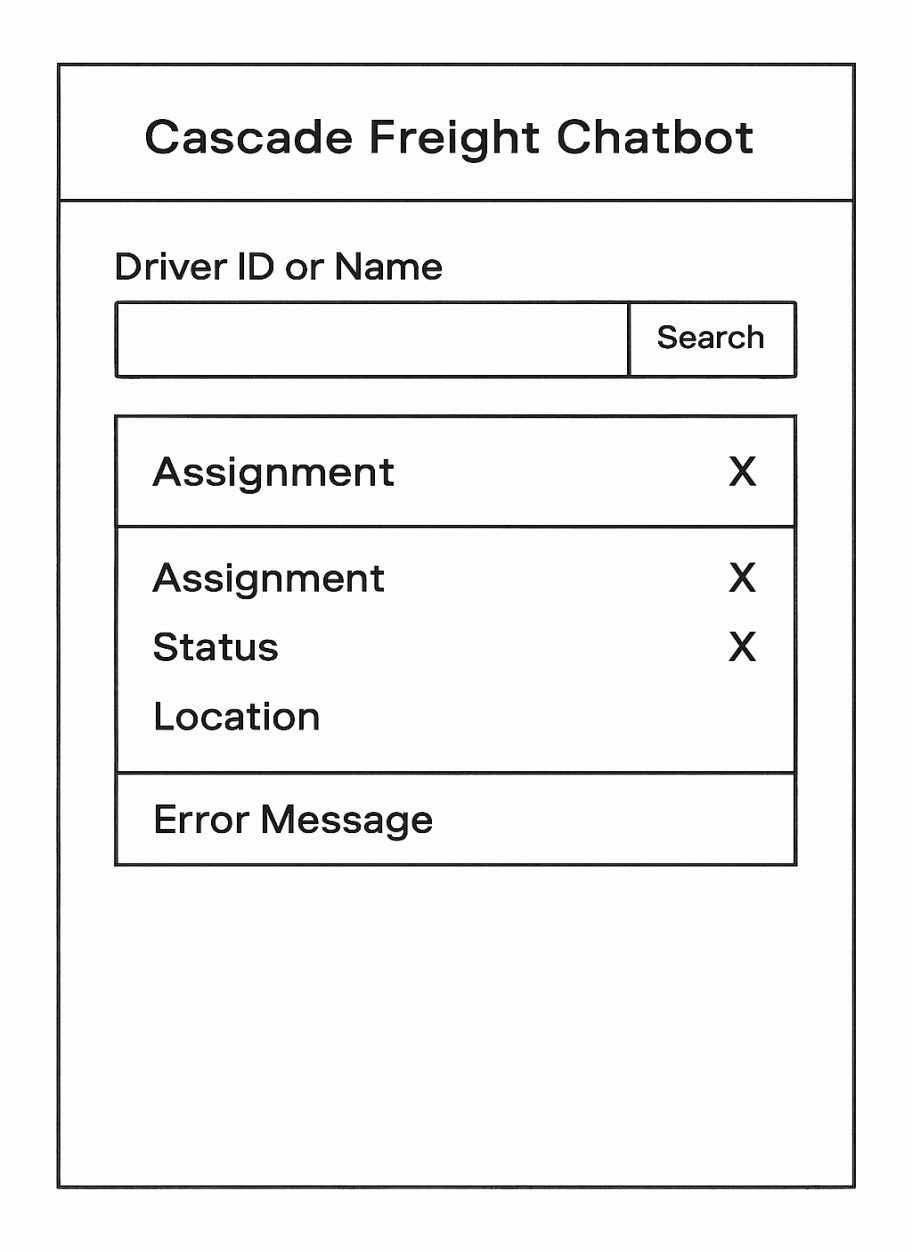 Cascade Freight Chatbot
Driver ID or Name
Search
Assignment X
Assignment X
Status X
Location
Error Message